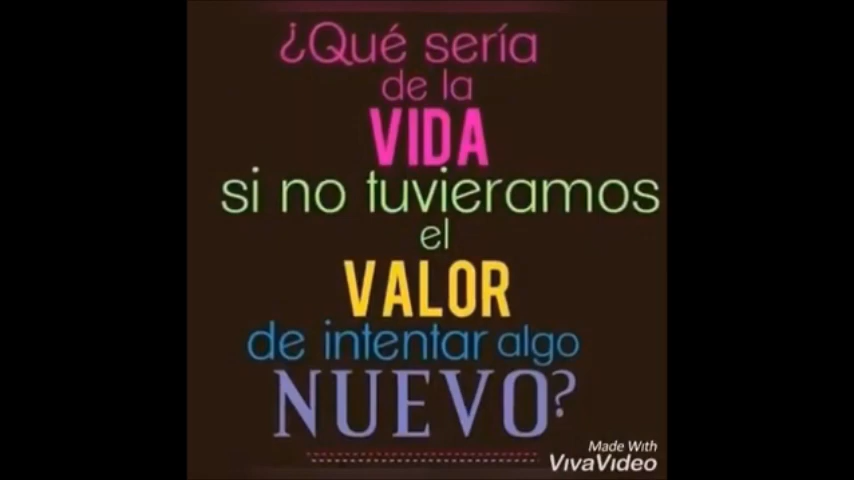 ¿Qué sería
de la
VIDA
si no tuvieramos
el
VALOR
de intentar algo
NUEVO?
Made With
VivaVideo